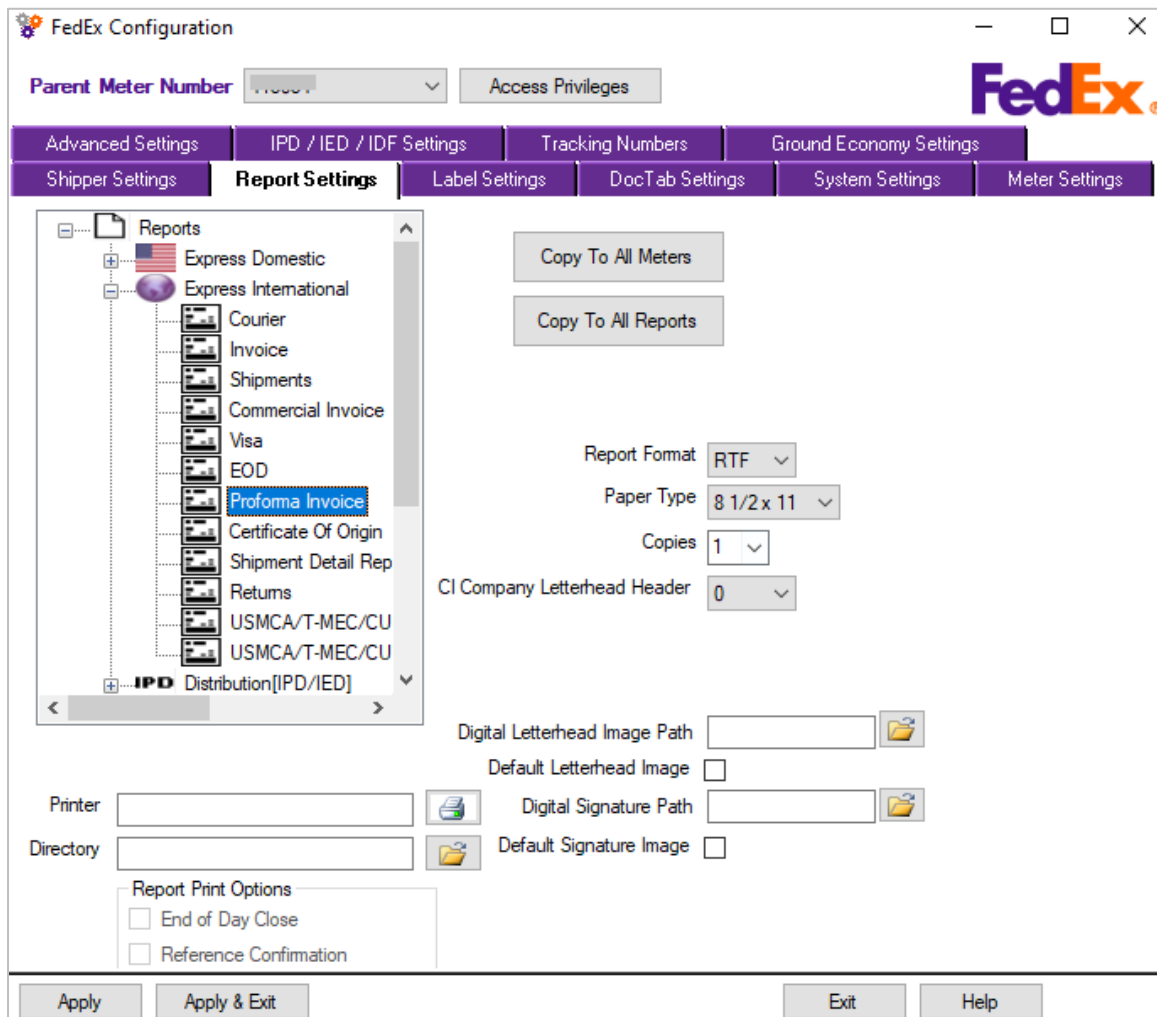 FedEx Configuration
Parent Meter Number
Access Privileges
FedEx®
Advanced Settings
IPD / IED / IDF Settings
Tracking Numbers
Ground Economy Settings
Shipper Settings
Report Settings
Label Settings
DocTab Settings
System Settings
Meter Settings
Reports
Express Domestic
Express International
Courier
Invoice
Shipments
Commercial Invoice
Visa
EOD
Proforma Invoice
Certificate Of Origin
Shipment Detail Rep
Returns
USMCA/T-MEC/CU
USMCA/T-MEC/CU
IPD Distribution[IPD/IED]
Copy To All Meters
Copy To All Reports
Report Format RTF
Paper Type 8 1/2 x 11
Copies 1
CI Company Letterhead Header 0
Digital Letterhead Image Path
Default Letterhead Image
Digital Signature Path
Default Signature Image
Printer
Directory
Report Print Options
End of Day Close
Reference Confirmation
Apply
Apply & Exit
Exit
Help